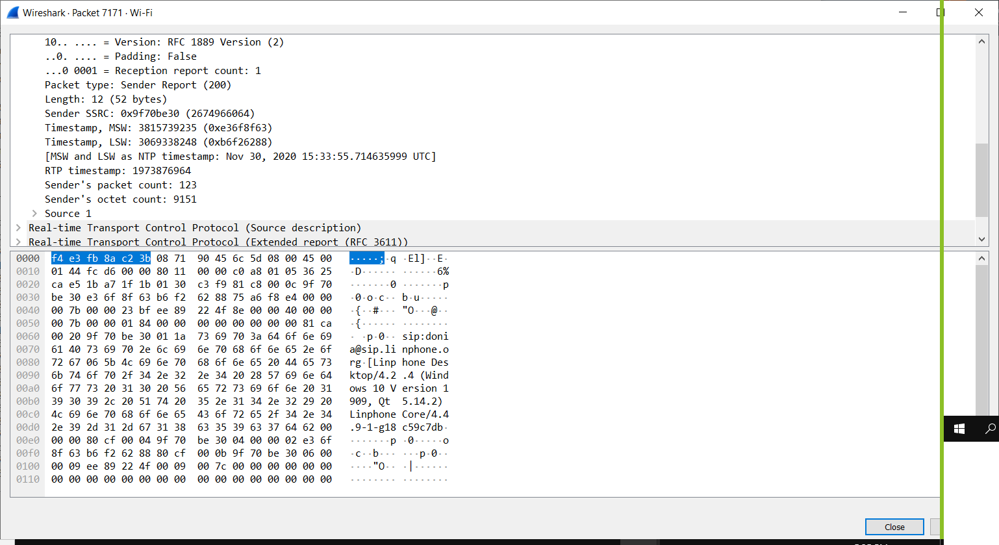 Wireshark · Packet 7171 · Wi-Fi
10.. .... = Version: RFC 1889 Version (2)
..0. .... = Padding: False
...0 0001 = Reception report count: 1
Packet type: Sender Report (200)
Length: 12 (52 bytes)
Sender SSRC: 0x9f70be30 (2674966064)
Timestamp, MSW: 3815739235 (0xe36f8f63)
Timestamp, LSW: 3069338248 (0xb6f26288)
[MSW and LSW as NTP timestamp: Nov 30, 2020 15:33:55.714635999 UTC]
RTP timestamp: 1973876964
Sender's packet count: 123
Sender's octet count: 9151
Source 1
Real-time Transport Control Protocol (Source description)
Real-time Transport Control Protocol (Extended report (RFC 3611))
0000 f4 e3 fb 8a c2 3b 08 71 90 45 6c 5d 08 00 45 00 ·····;·q ·El]··E·
0010 01 44 fc d6 00 00 80 11 00 00 c0 a8 01 05 36 25 ·D······ ······6%
0020 ca e5 1b a7 1f 1b 01 30 c3 f9 81 c8 00 0c 9f 70 ·······0 ·······p
0030 be 30 e3 6f 8f 63 b6 f2 62 88 75 a6 f8 e4 00 00 ·0·o·c·· b·u·····
0040 00 7b 00 00 23 bf ee 89 22 4f 8e 00 00 40 00 00 ·{··#··· "O···@··
0050 00 7b 00 00 01 84 00 00 00 00 00 00 00 00 81 ca ·{······ ········
0060 00 20 9f 70 be 30 01 1a 73 69 70 3a 64 6f 6e 69 · ·p·0·· sip:doni
0070 61 40 73 69 70 2e 6c 69 6e 70 68 6f 6e 65 2e 6f a@sip.li nphone.o
0080 72 67 06 5b 4c 69 6e 70 68 6f 6e 65 20 44 65 73 rg·[Linp hone Des
0090 6b 74 6f 70 2f 34 2e 32 2e 34 20 28 57 69 6e 64 ktop/4.2 .4 (Wind
00a0 6f 77 73 20 31 30 20 56 65 72 73 69 6f 6e 20 31 ows 10 V ersion 1
00b0 39 30 39 2c 20 51 74 20 35 2e 31 34 2e 32 29 20 909, Qt 5.14.2)
00c0 4c 69 6e 70 68 6f 6e 65 43 6f 72 65 2f 34 2e 34 Linphone Core/4.4
00d0 2e 39 2d 31 2d 67 31 38 63 35 39 63 37 64 62 00 .9-1-g18 c59c7db·
00e0 00 00 80 cf 00 04 9f 70 be 30 04 00 00 02 e3 6f ·······p ·0·····o
00f0 8f 63 b6 f2 62 88 80 cf 00 0b 9f 70 be 30 06 00 ·c··b··· ···p·0··
0100 00 09 ee 89 22 4f 00 09 00 7c 00 00 00 00 00 00 ····"O·· ·|······
0110 00 00 00 00 00 00 00 00 00 00 00 00 00 00 00 00 ········ ········
Close